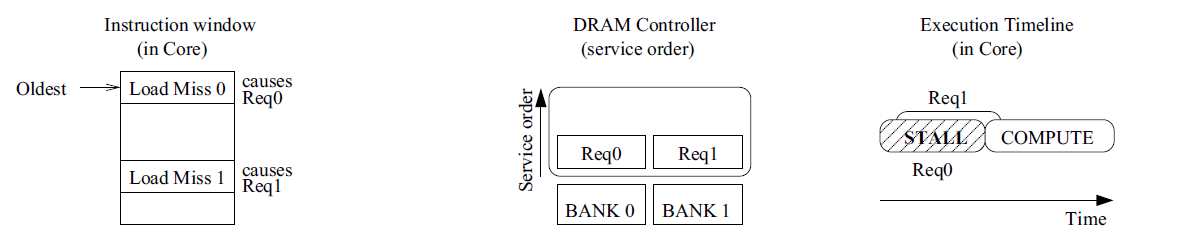 Instruction window
(in Core)
Oldest
Load Miss 0
causes
Req0
Load Miss 1
causes
Req1
DRAM Controller
(service order)
Service order
Req0
Req1
BANK 0
BANK 1
Execution Timeline
(in Core)
Req1
STALL
COMPUTE
Req0
Time